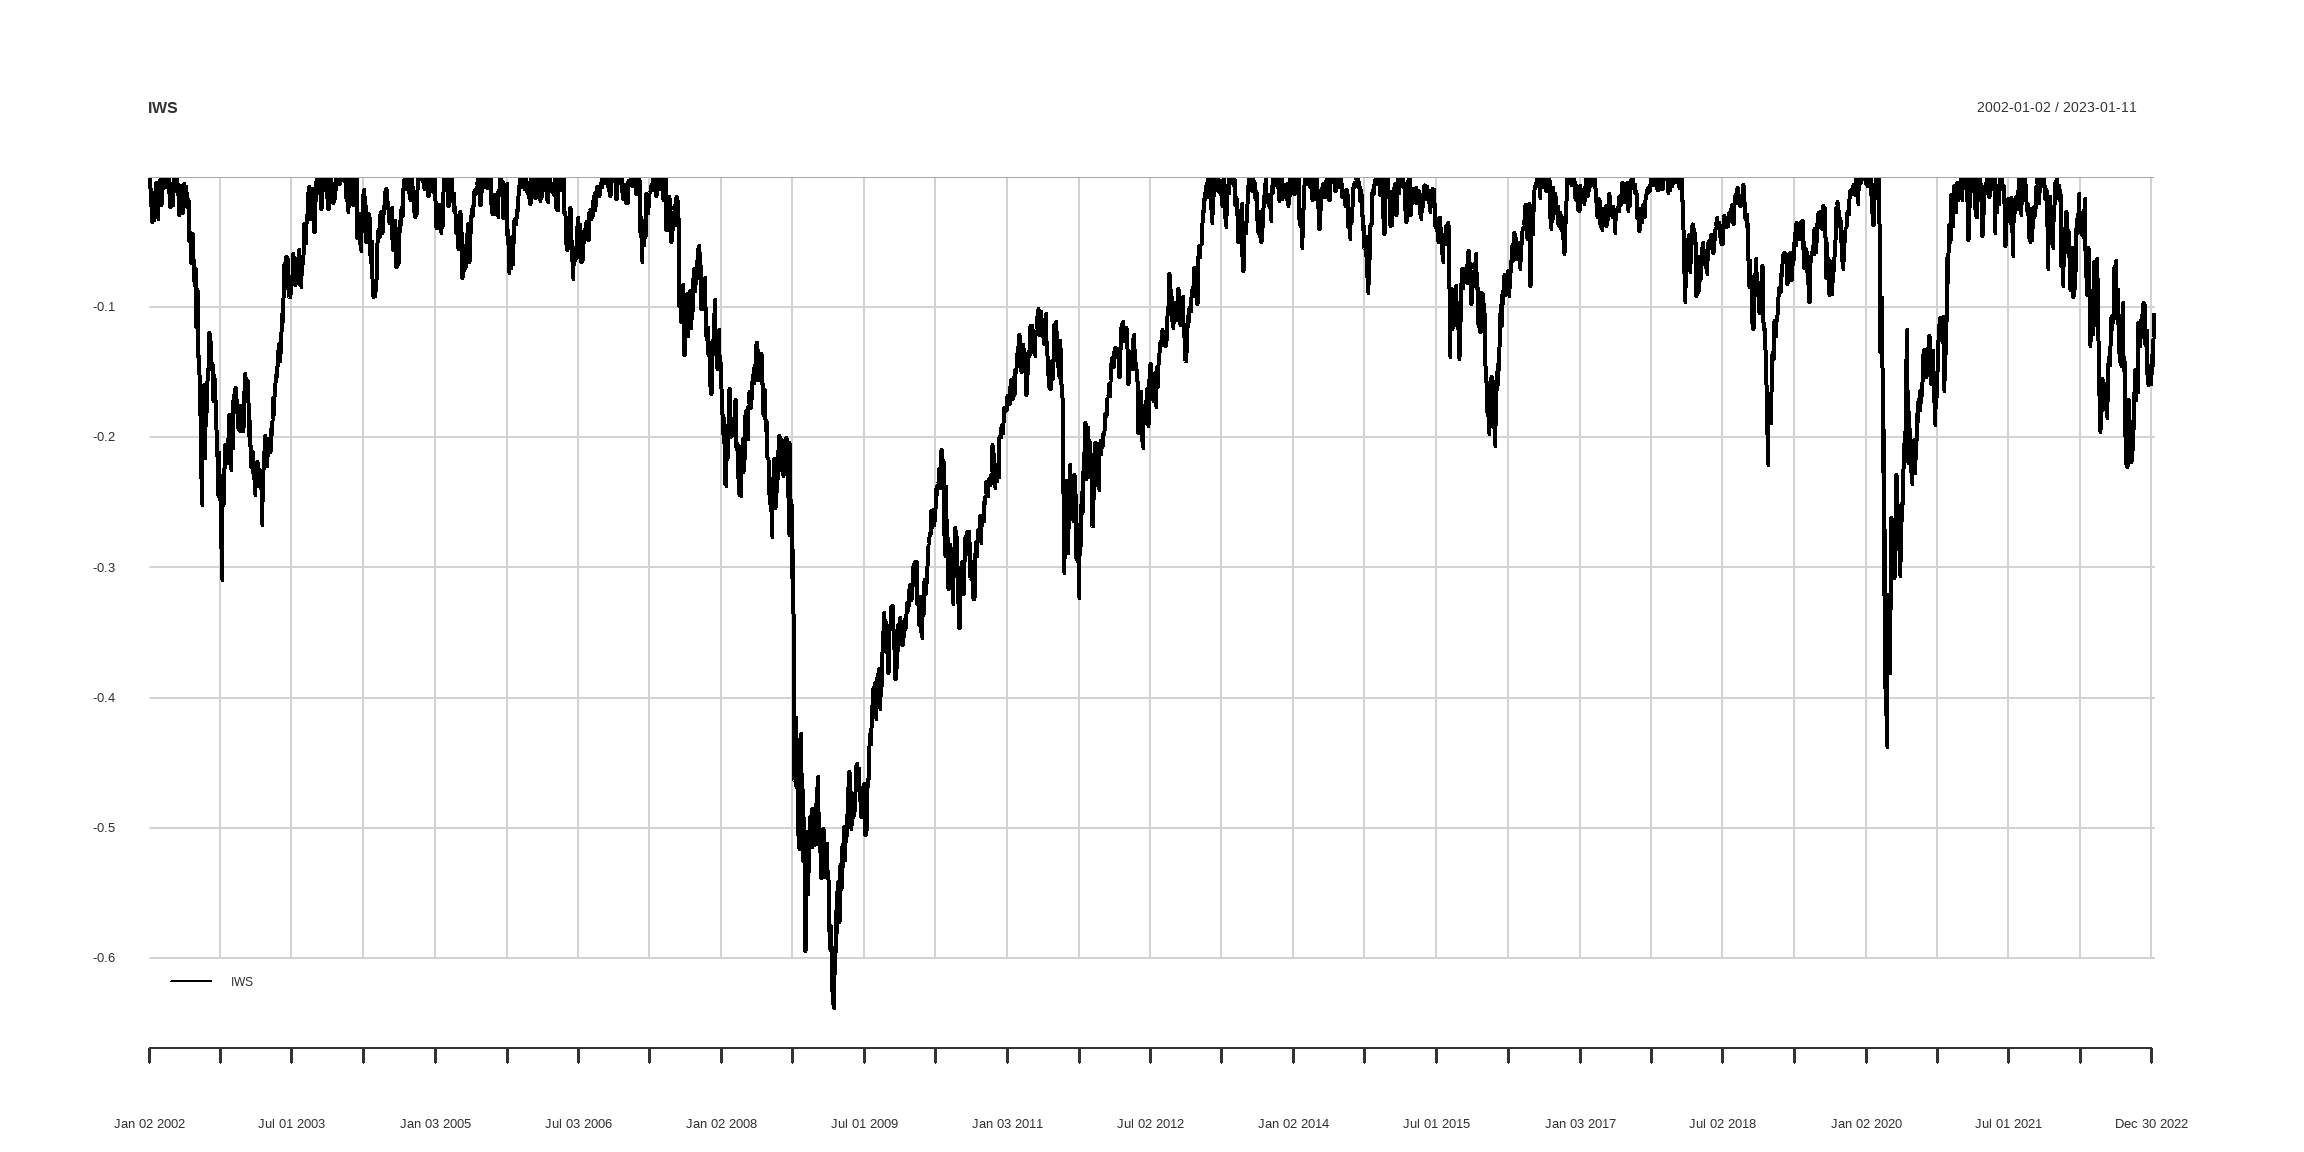 IWS
2002-01-02 / 2023-01-11
-0.1
-0.2
-0.3
-0.4
-0.5
-0.6
IWS
Jan 02 2002
Jul 01 2003
Jan 03 2005
Jul 03 2006
Jan 02 2008
Jul 01 2009
Jan 03 2011
Jul 02 2012
Jan 02 2014
Jul 01 2015
Jan 03 2017
Jul 02 2018
Jan 02 2020
Jul 01 2021
Dec 30 2022